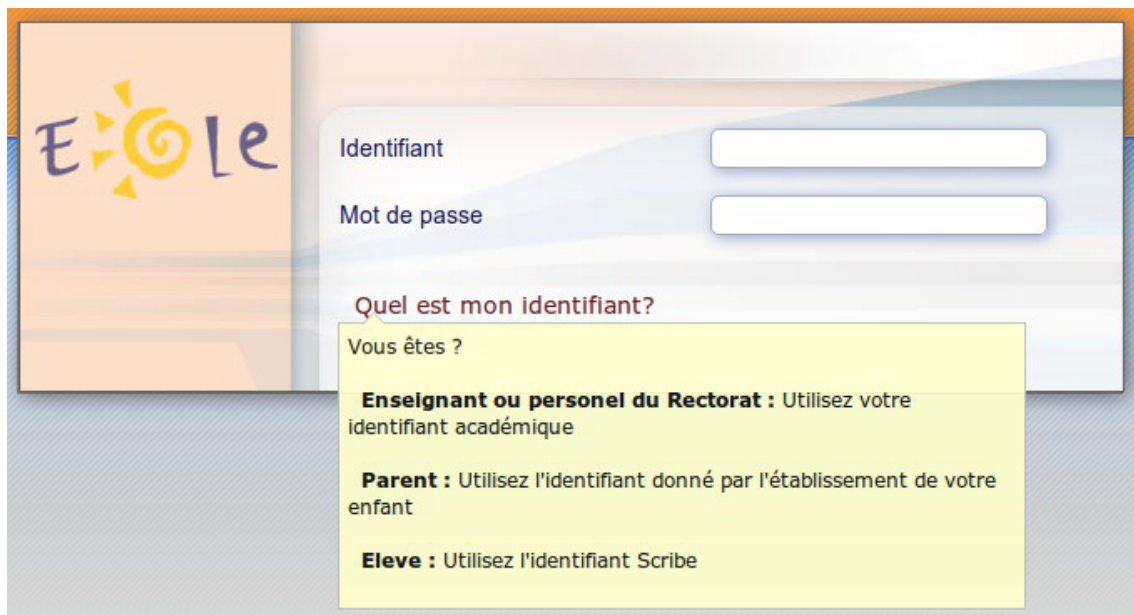 EOLE
Identifiant
Mot de passe
Quel est mon identifiant?
Vous êtes ?
Enseignant ou personel du Rectorat : Utilisez votre
identifiant académique
Parent : Utilisez l'identifiant donné par l'établissement de votre
enfant
Eleve : Utilisez l'identifiant Scribe